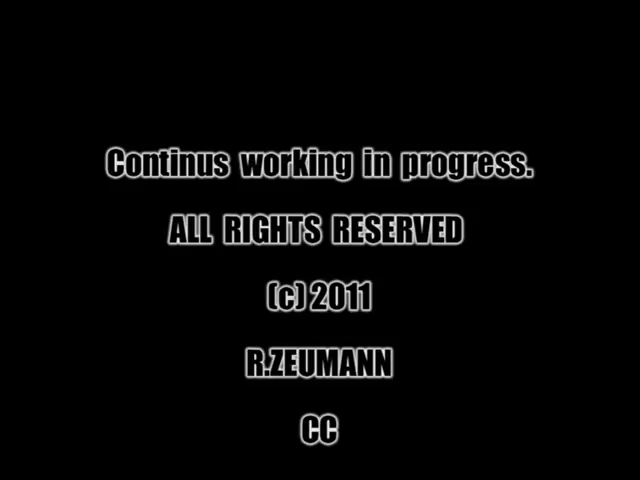 Continus working in progress.
ALL RIGHTS RESERVED
(c) 2011
R.ZEUMANN
CC